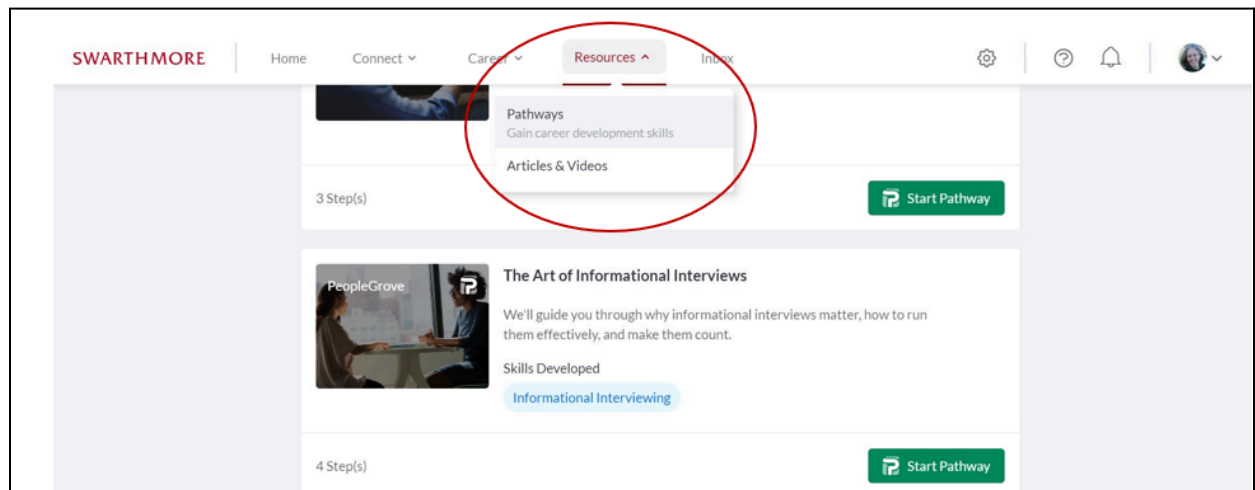 SWARTHMORE
Home
Connect
Career
Resources
Inbox
Pathways
Gain career development skills
Articles & Videos
3 Step(s)
Start Pathway
PeopleGrove
The Art of Informational Interviews
We'll guide you through why informational interviews matter, how to run
them effectively, and make them count.
Skills Developed
Informational Interviewing
4 Step(s)
Start Pathway